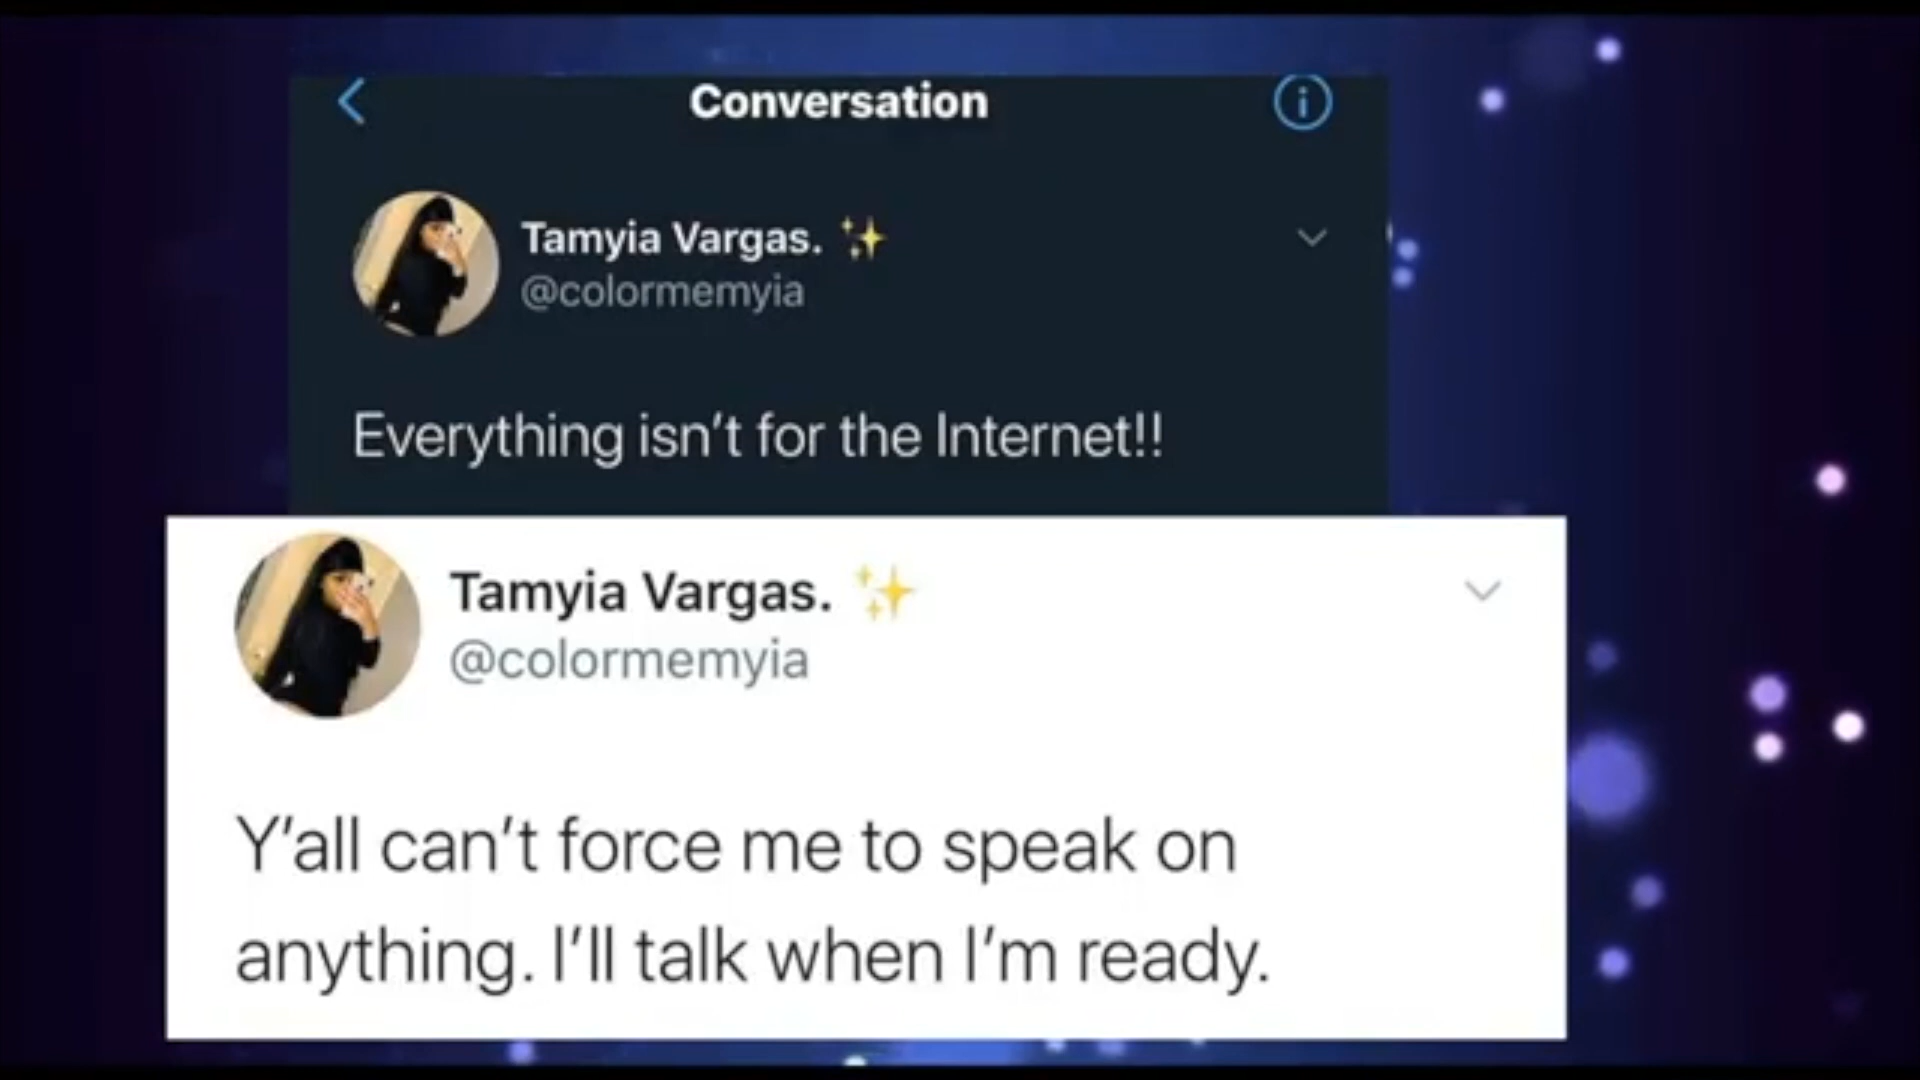 Conversation
Tamyia Vargas. ✨
@colormemyia
Everything isn't for the Internet!!
Tamyia Vargas. ✨
@colormemyia
Y'all can't force me to speak on
anything. I'll talk when I'm ready.